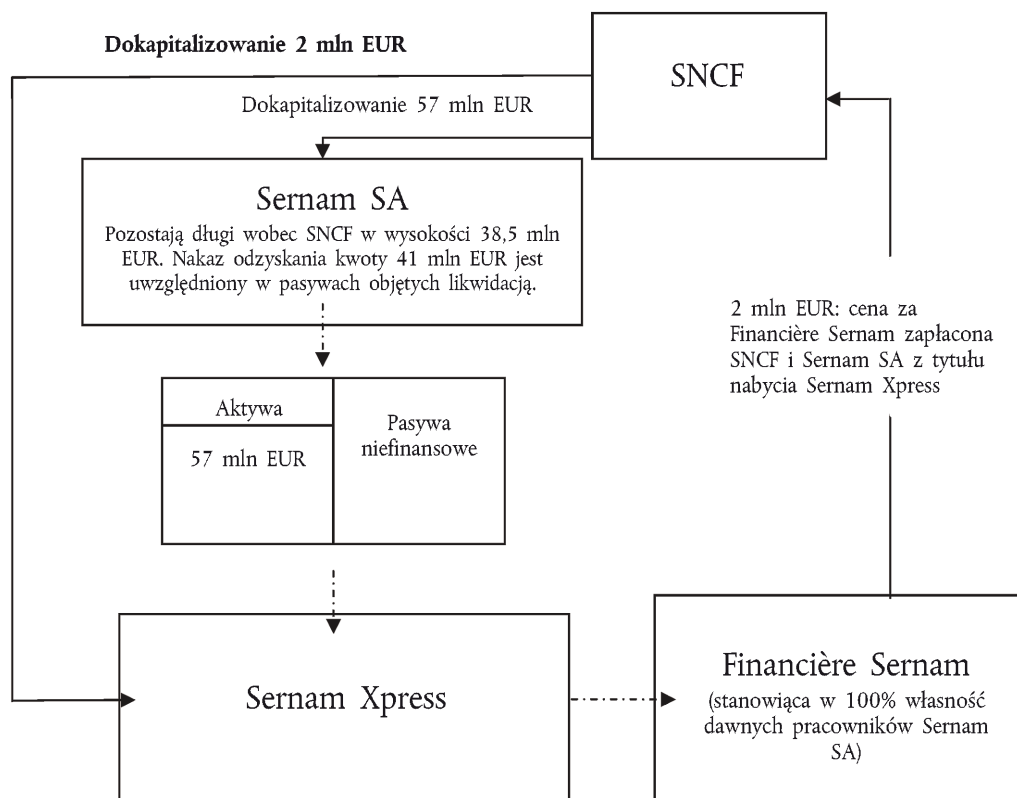 Dokapitalizowanie 2 mln EUR
SNCF
Dokapitalizowanie 57 mln EUR
Sernam SA
Pozostają długi wobec SNCF w wysokości 38,5 mln
EUR. Nakaz odzyskania kwoty 41 mln EUR jest
uwzględniony w pasywach objętych likwidacją.
2 mln EUR: cena za
Financière Sernam zapłacona
SNCF i Sernam SA z tytułu
nabycia Sernam Xpress
Aktywa
57 mln EUR
Pasywa
niefinansowe
Sernam Xpress
Financière Sernam
(stanowiąca w 100% własność
dawnych pracowników Sernam
SA)